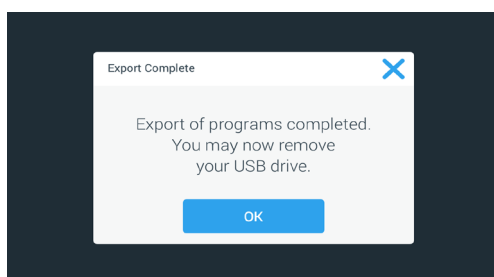 Export Complete
Export of programs completed.
You may now remove
your USB drive.
OK